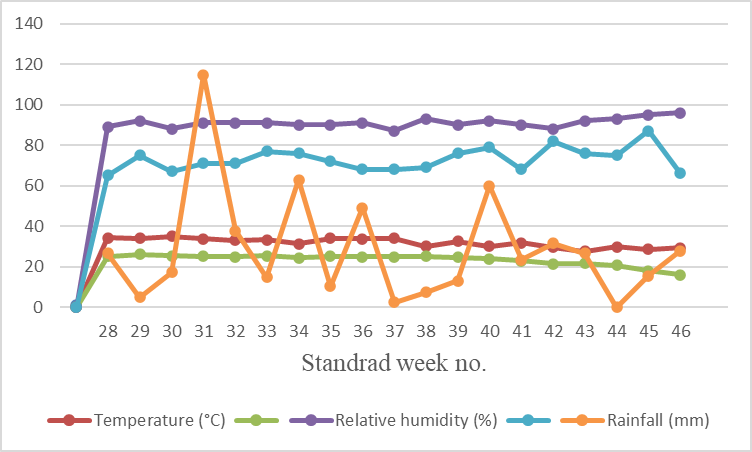 140
120
100
80
60
40
20
0
28 29 30 31 32 33 34 35 36 37 38 39 40 41 42 43 44 45 46
Standrad week no.
Temperature (°C) Relative humidity (%) Rainfall (mm)